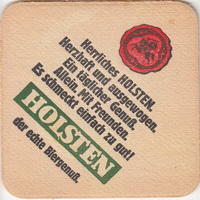 Herrliches HOLSTEN.
Herzhaft und ausgewogen.
Ein täglicher Genuß.
Allein. Mit Freunden.
Es schmeckt einfach zu gut!
HOLSTEN
der echte Biergenuß.